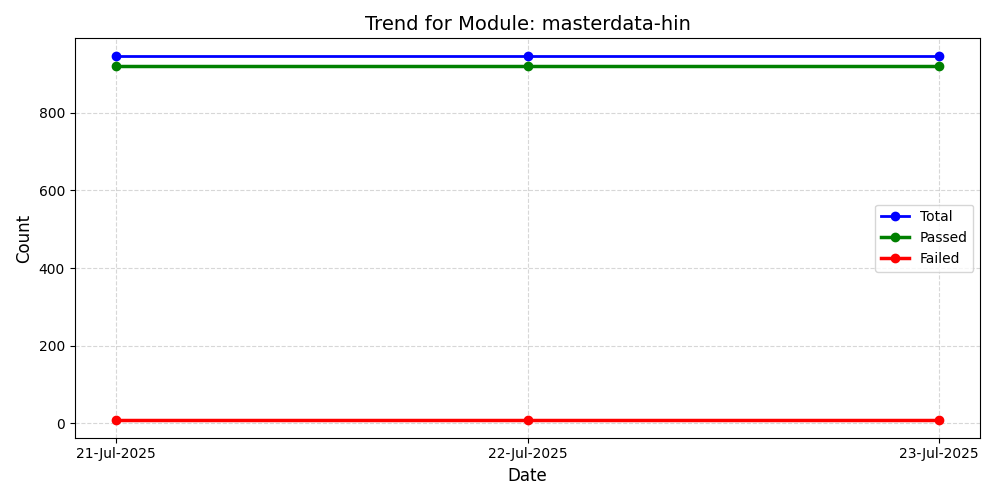 Trend for Module: masterdata-hin
Count
800
600
400
200
0
Total
Passed
Failed
21-Jul-2025
22-Jul-2025
23-Jul-2025
Date